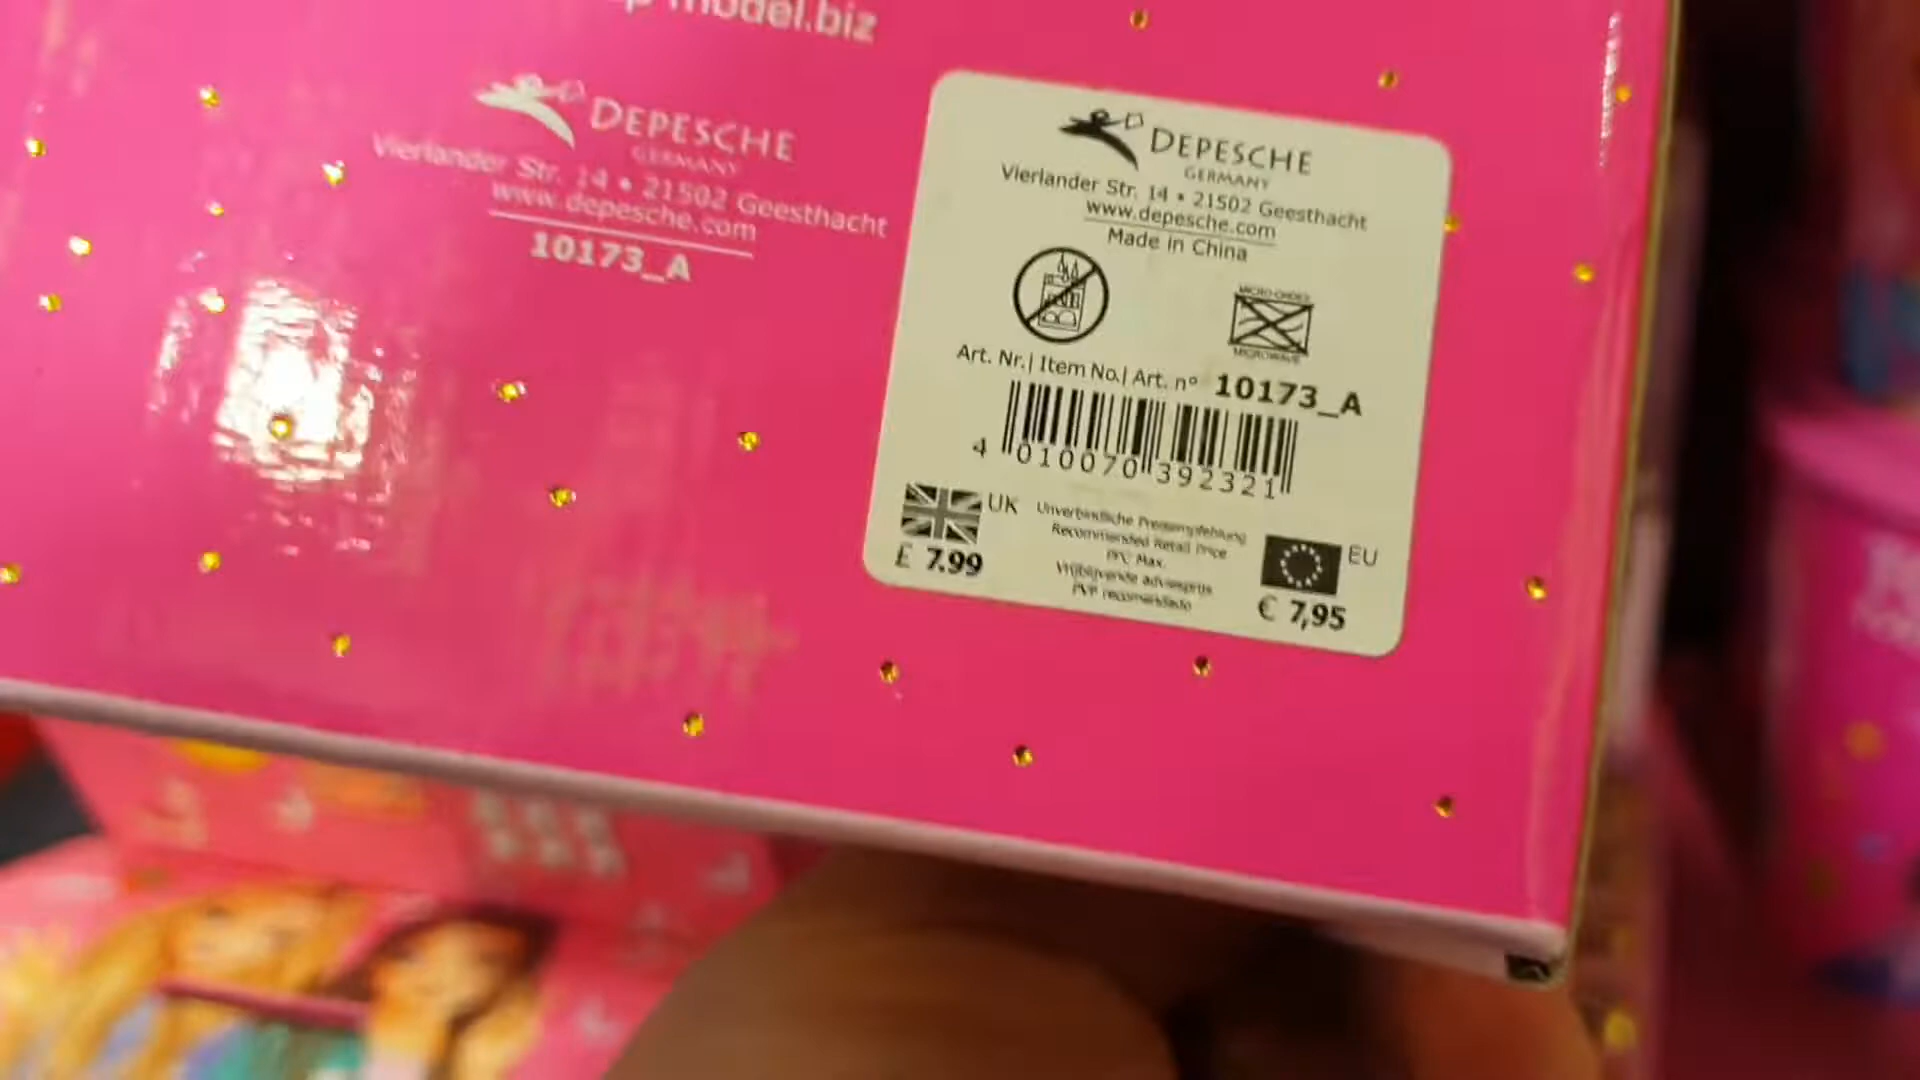 model.biz
DEPESCHE
GERMANY
Vierlander Str. 14 • 21502 Geesthacht
www.depesche.com
10173_A
DEPESCHE
GERMANY
Vierlander Str. 14 • 21502 Geesthacht
www.depesche.com
Made in China
MICROWAVE
Art. Nr.| Item No.| Art. n° 10173_A
4 010070 392321
UK
£ 7.99
Unverbindliche Preisempfehlung
Recommended Retail Price
PPC Max.
Vrijblijvende adviesprijs
PVP recomendado
EU
€ 7,95